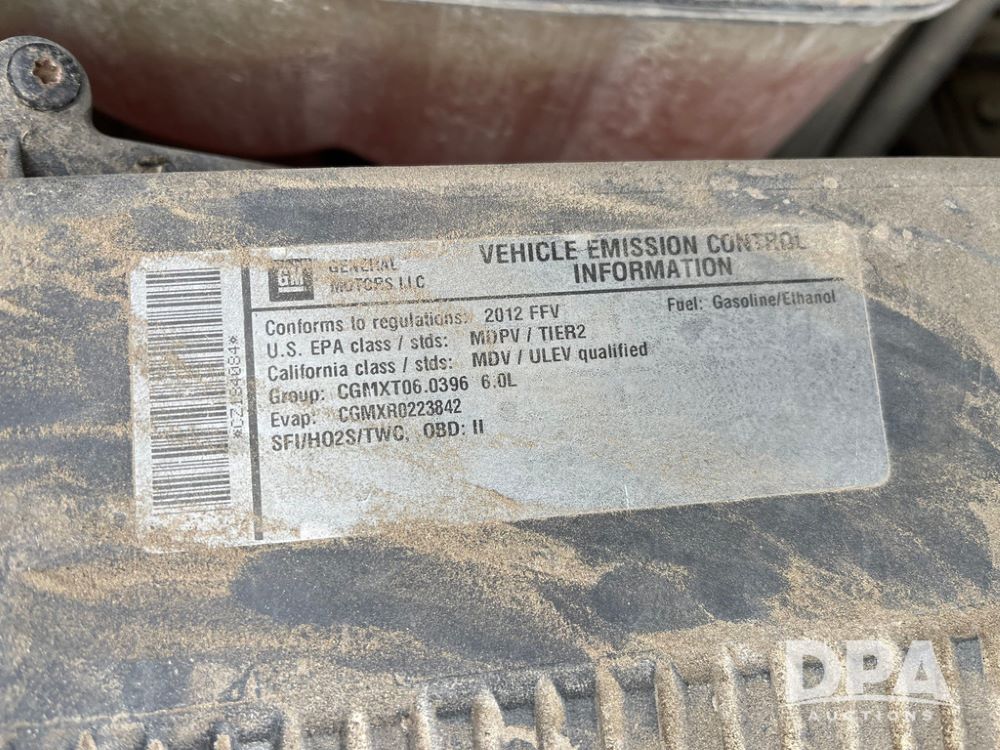 GM
GENERAL
MOTORS LLC
VEHICLE EMISSION CONTROL
INFORMATION
Conforms to regulations: 2012 FFV
Fuel: Gasoline/Ethanol
U.S. EPA class / stds: MDPV / TIER2
California class / stds: MDV / ULEV qualified
Group: CGMXT06.0396 6.0L
Evap: CGMXR0223842
SFI/HO2S/TWC, OBD: II
DPA
AUCTIONS